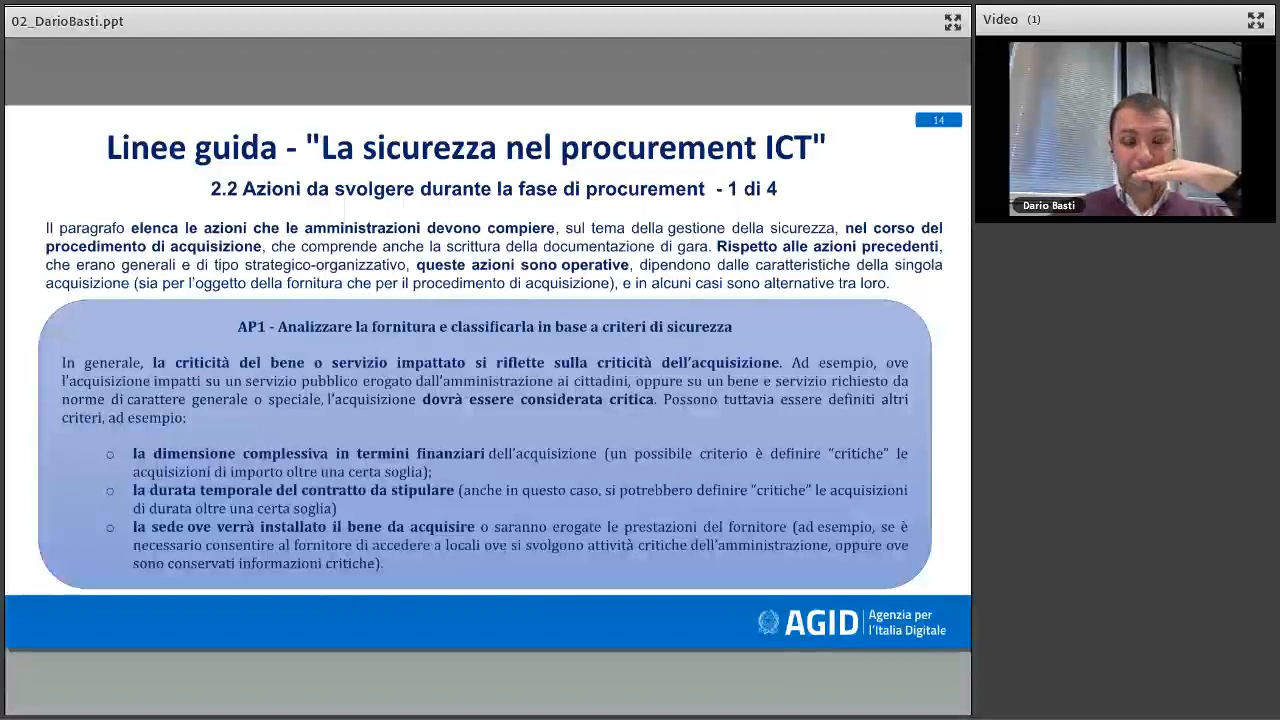 02_DarioBasti.ppt
Video (1)
14
Linee guida - "La sicurezza nel procurement ICT"
2.2 Azioni da svolgere durante la fase di procurement - 1 di 4
Dario Basti
Il paragrafo elenca le azioni che le amministrazioni devono compiere, sul tema della gestione della sicurezza, nel corso del
procedimento di acquisizione, che comprende anche la scrittura della documentazione di gara. Rispetto alle azioni precedenti,
che erano generali e di tipo strategico-organizzativo, queste azioni sono operative, dipendono dalle caratteristiche della singola
acquisizione (sia per l'oggetto della fornitura che per il procedimento di acquisizione), e in alcuni casi sono alternative tra loro.
AP1 - Analizzare la fornitura e classificarla in base a criteri di sicurezza
In generale, la criticità del bene o servizio impattato si riflette sulla criticità dell'acquisizione. Ad esempio, ove
l'acquisizione impatti su un servizio pubblico erogato dall'amministrazione ai cittadini, oppure su un bene e servizio richiesto da
norme di carattere generale o speciale, l'acquisizione dovrà essere considerata critica. Possono tuttavia essere definiti altri
criteri, ad esempio:
o la dimensione complessiva in termini finanziari dell'acquisizione (un possibile criterio è definire “critiche” le
acquisizioni di importo oltre una certa soglia);
o la durata temporale del contratto da stipulare (anche in questo caso, si potrebbero definire “critiche” le acquisizioni
di durata oltre una certa soglia)
o la sede ove verrà installato il bene da acquisire o saranno erogate le prestazioni del fornitore (ad esempio, se è
necessario consentire al fornitore di accedere a locali ove si svolgono attività critiche dell'amministrazione, oppure ove
sono conservati informazioni critiche).
AGID Agenzia per
l'Italia Digitale